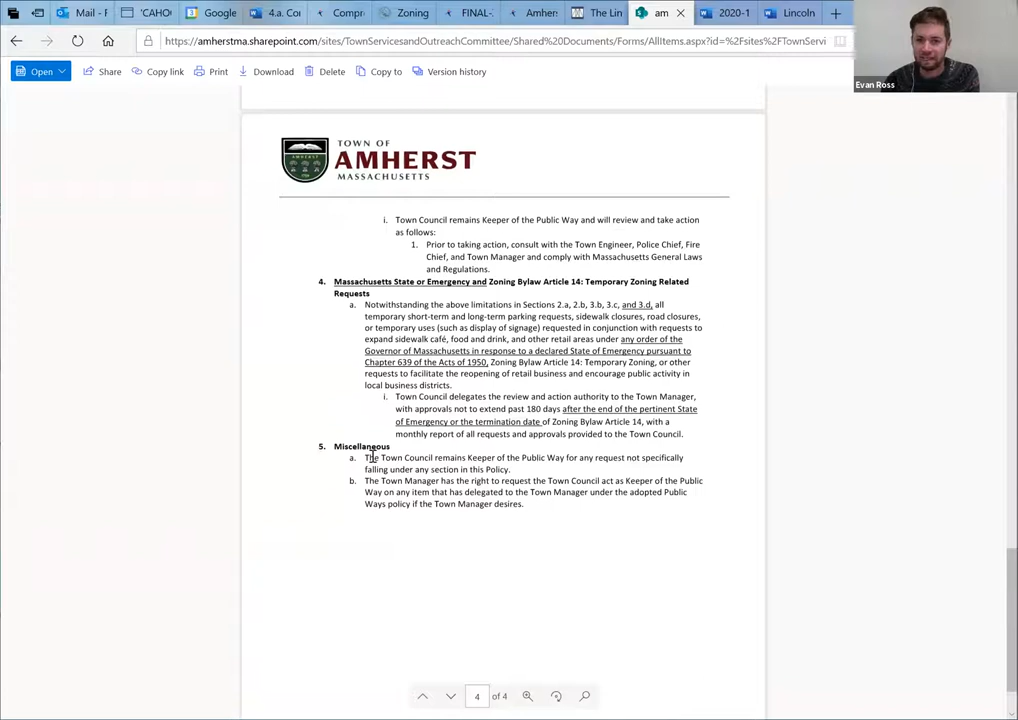 Mail - F
'CAHO
Google
4.a. Co
Compr
Zoning
FINAL-
Amher
The Lin
am
2020-1
Lincoln
https://amherstma.sharepoint.com/sites/TownServicesandOutreachCommittee/Shared%20Documents/Forms/AllItems.aspx?id=%2Fsites%2FTownServi
Open
Share
Copy link
Print
Download
Delete
Copy to
Version history
Evan Ross
TOWN OF
AMHERST
MASSACHUSETTS
i. Town Council remains Keeper of the Public Way and will review and take action
as follows:
1. Prior to taking action, consult with the Town Engineer, Police Chief, Fire
Chief, and Town Manager and comply with Massachusetts General Laws
and Regulations.
4. Massachusetts State or Emergency and Zoning Bylaw Article 14: Temporary Zoning Related
Requests
a. Notwithstanding the above limitations in Sections 2.a, 2.b, 3.b, 3.c, and 3.d, all
temporary short-term and long-term parking requests, sidewalk closures, road closures,
or temporary uses (such as display of signage) requested in conjunction with requests to
expand sidewalk café, food and drink, and other retail areas under any order of the
Governor of Massachusetts in response to a declared State of Emergency pursuant to
Chapter 639 of the Acts of 1950, Zoning Bylaw Article 14: Temporary Zoning, or other
requests to facilitate the reopening of retail business and encourage public activity in
local business districts.
i. Town Council delegates the review and action authority to the Town Manager,
with approvals not to extend past 180 days after the end of the pertinent State
of Emergency or the termination date of Zoning Bylaw Article 14, with a
monthly report of all requests and approvals provided to the Town Council.
5. Miscellaneous
a. The Town Council remains Keeper of the Public Way for any request not specifically
falling under any section in this Policy.
b. The Town Manager has the right to request the Town Council act as Keeper of the Public
Way on any item that has delegated to the Town Manager under the adopted Public
Ways policy if the Town Manager desires.
4 of 4